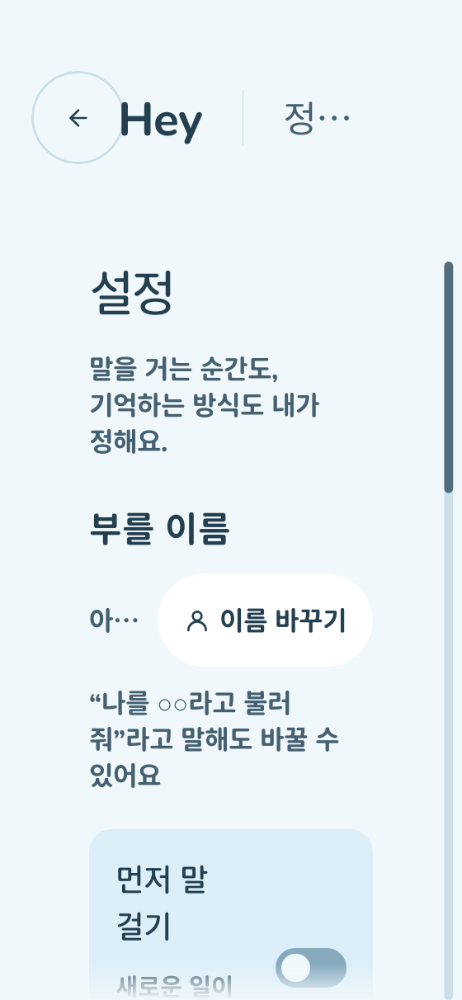 Hey
정…
설정
말을 거는 순간도,
기억하는 방식도 내가
정해요.
부를 이름
아…
이름 바꾸기
“나를 ○○라고 불러
줘”라고 말해도 바꿀 수
있어요
먼저 말
걸기
새로운 일이